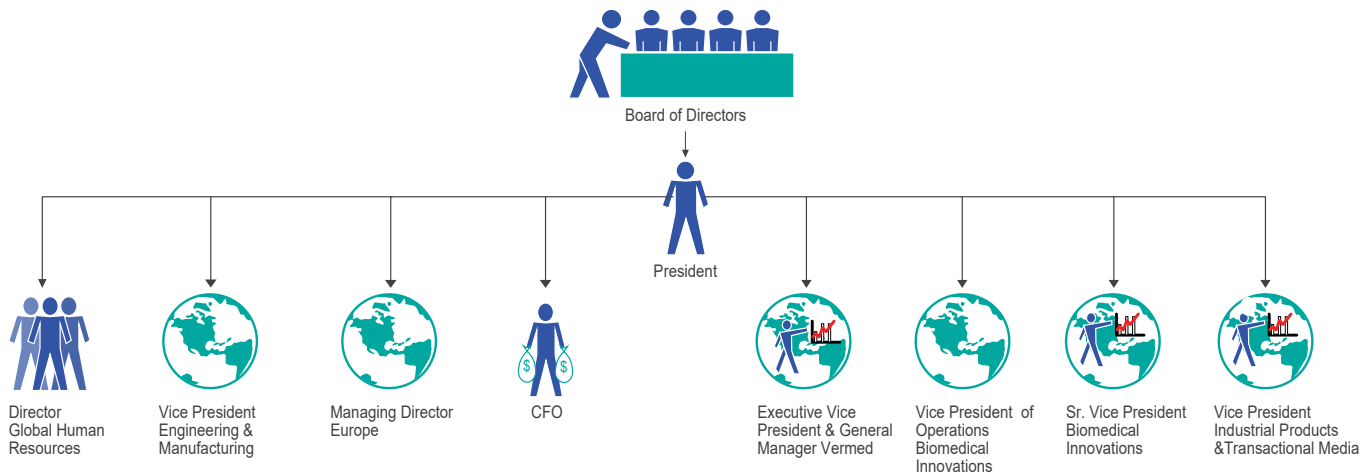 Board of Directors
President
Director
Global Human
Resources
Vice President
Engineering &
Manufacturing
Managing Director
Europe
$ $
CFO
Executive Vice
President & General
Manager Vermed
Vice President of
Operations
Biomedical
Innovations
Sr. Vice President
Biomedical
Innovations
Vice President
Industrial Products
&Transactional Media